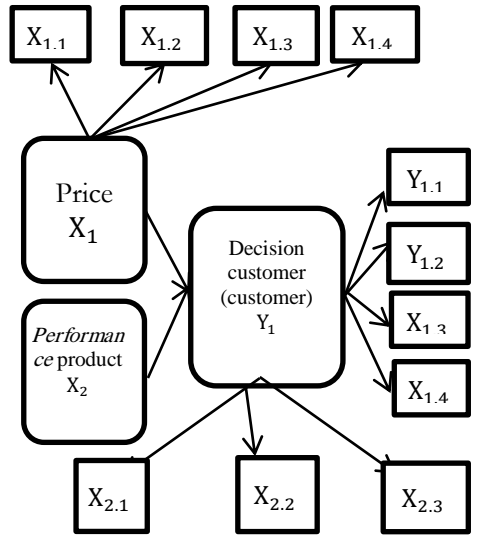 X1.1
X1.2
X1.3
X1.4
Price
X1
Decision
customer
(customer)
Y1
Performan
ce product
X2
Y1.1
Y1.2
X1.3
X1.4
X2.1
X2.2
X2.3